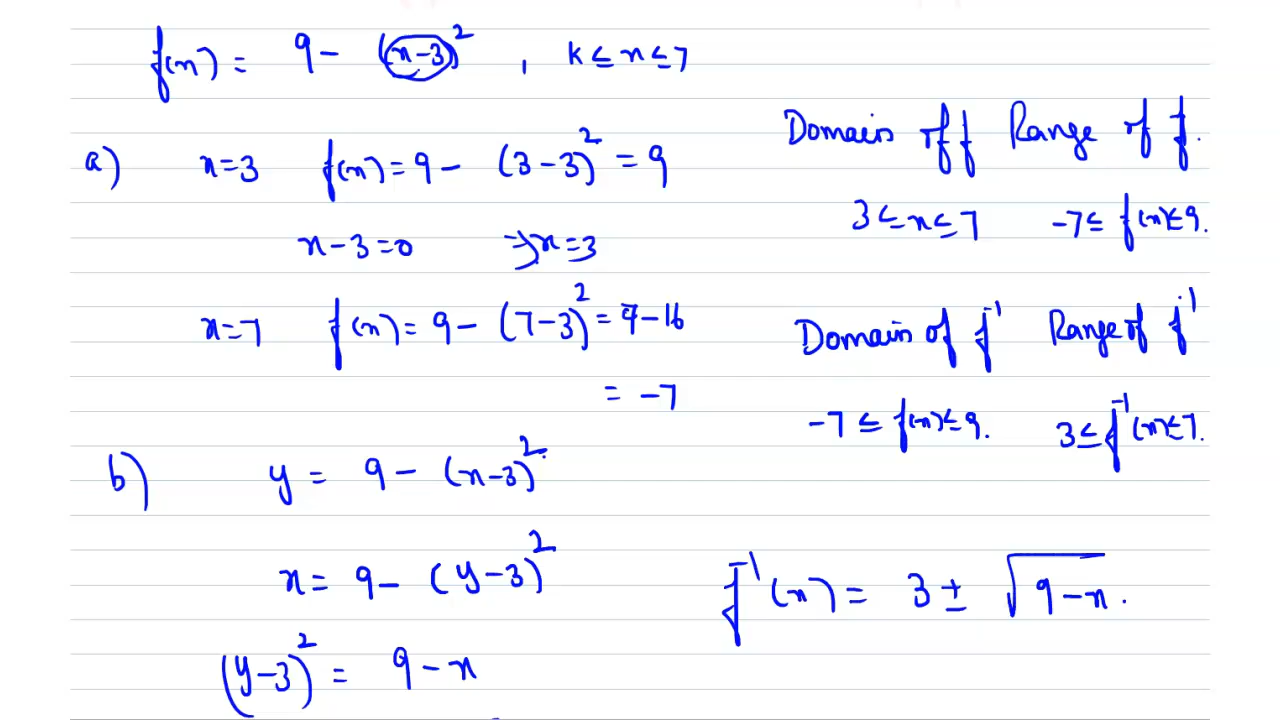 f(x) = 9 - (x-3)², k ≤ x ≤ 7
Domain of f Range of f.
a) x=3 f(x) = 9 - (3-3)² = 9
3 ≤ x ≤ 7 -7 ≤ f(x) ≤ 9.
x-3=0 ⇒ x=3
x=7 f(x) = 9 - (7-3)² = 9-16
Domain of f⁻¹ Range of f⁻¹
= -7
-7 ≤ f(x) ≤ 9. 3 ≤ f⁻¹(x) ≤ 7.
b) y = 9 - (x-3)²
x = 9 - (y-3)²
f⁻¹(x) = 3 ± √(9-x).
(y-3)² = 9-x